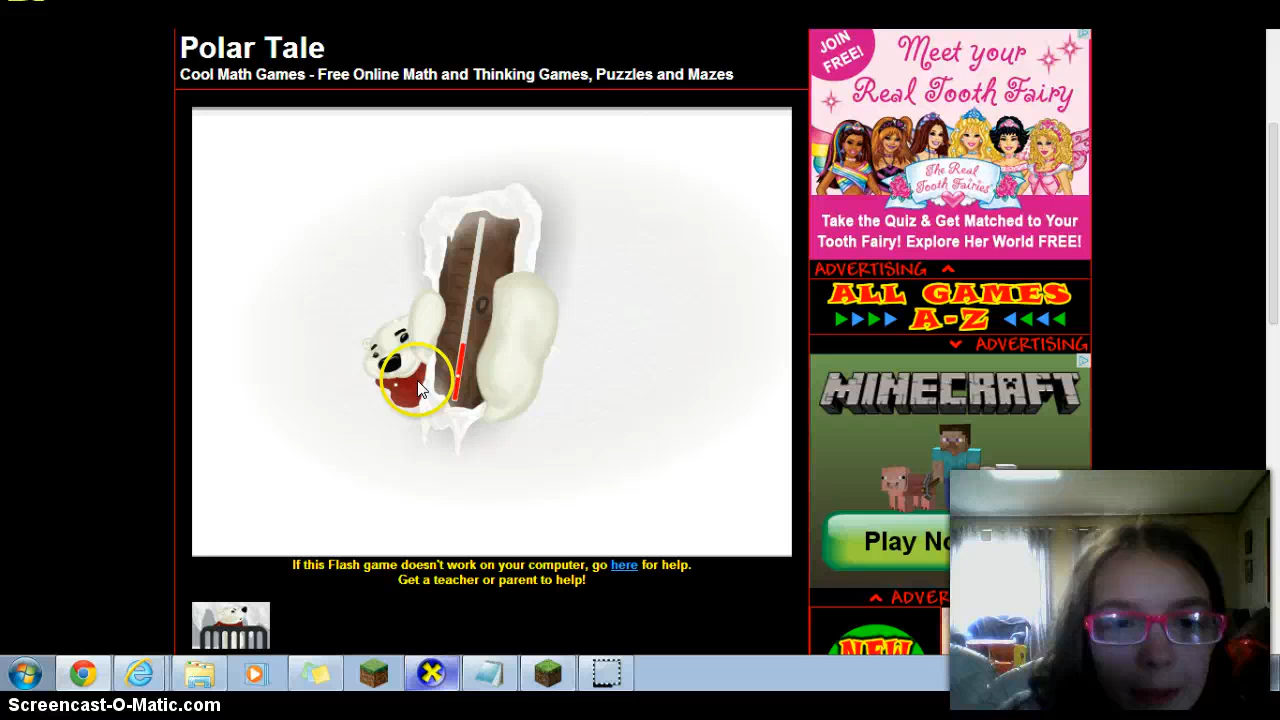 Polar Tale
Cool Math Games - Free Online Math and Thinking Games, Puzzles and Mazes
JOIN
FREE!
Meet your
Real Tooth Fairy
The Real
Tooth Fairies
Take the Quiz & Get Matched to Your
Tooth Fairy! Explore Her World FREE!
ADVERTISING
ALL GAMES
A-Z
ADVERTISING
MINECRAFT
Play No
ADVER
NEW
If this Flash game doesn't work on your computer, go here for help.
Get a teacher or parent to help!
Screencast-O-Matic.com